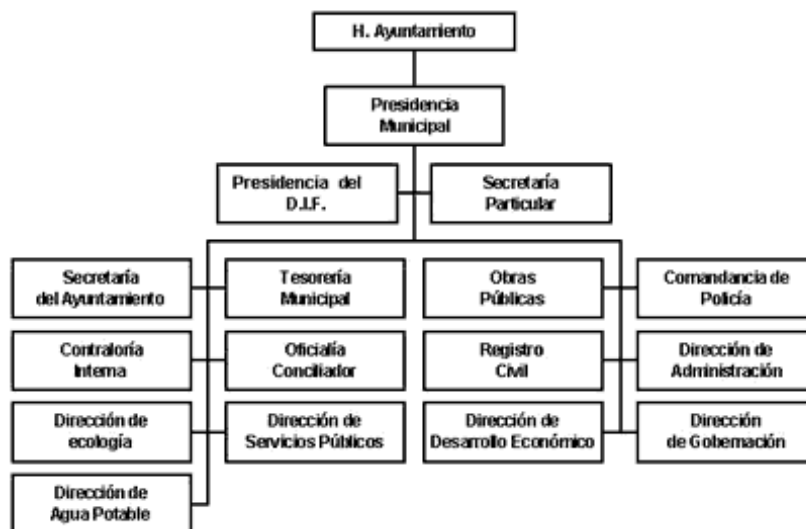 H. Ayuntamiento
Presidencia
Municipal
Presidencia del
D.I.F.
Secretaría
Particular
Secretaría
del Ayuntamiento
Tesorería
Municipal
Obras
Públicas
Comandancia de
Policía
Contraloría
Interna
Oficialía
Conciliador
Registro
Civil
Dirección de
Administración
Dirección de
ecología
Dirección de
Servicios Públicos
Dirección de
Desarrollo Económico
Dirección
de Gobernación
Dirección de
Agua Potable